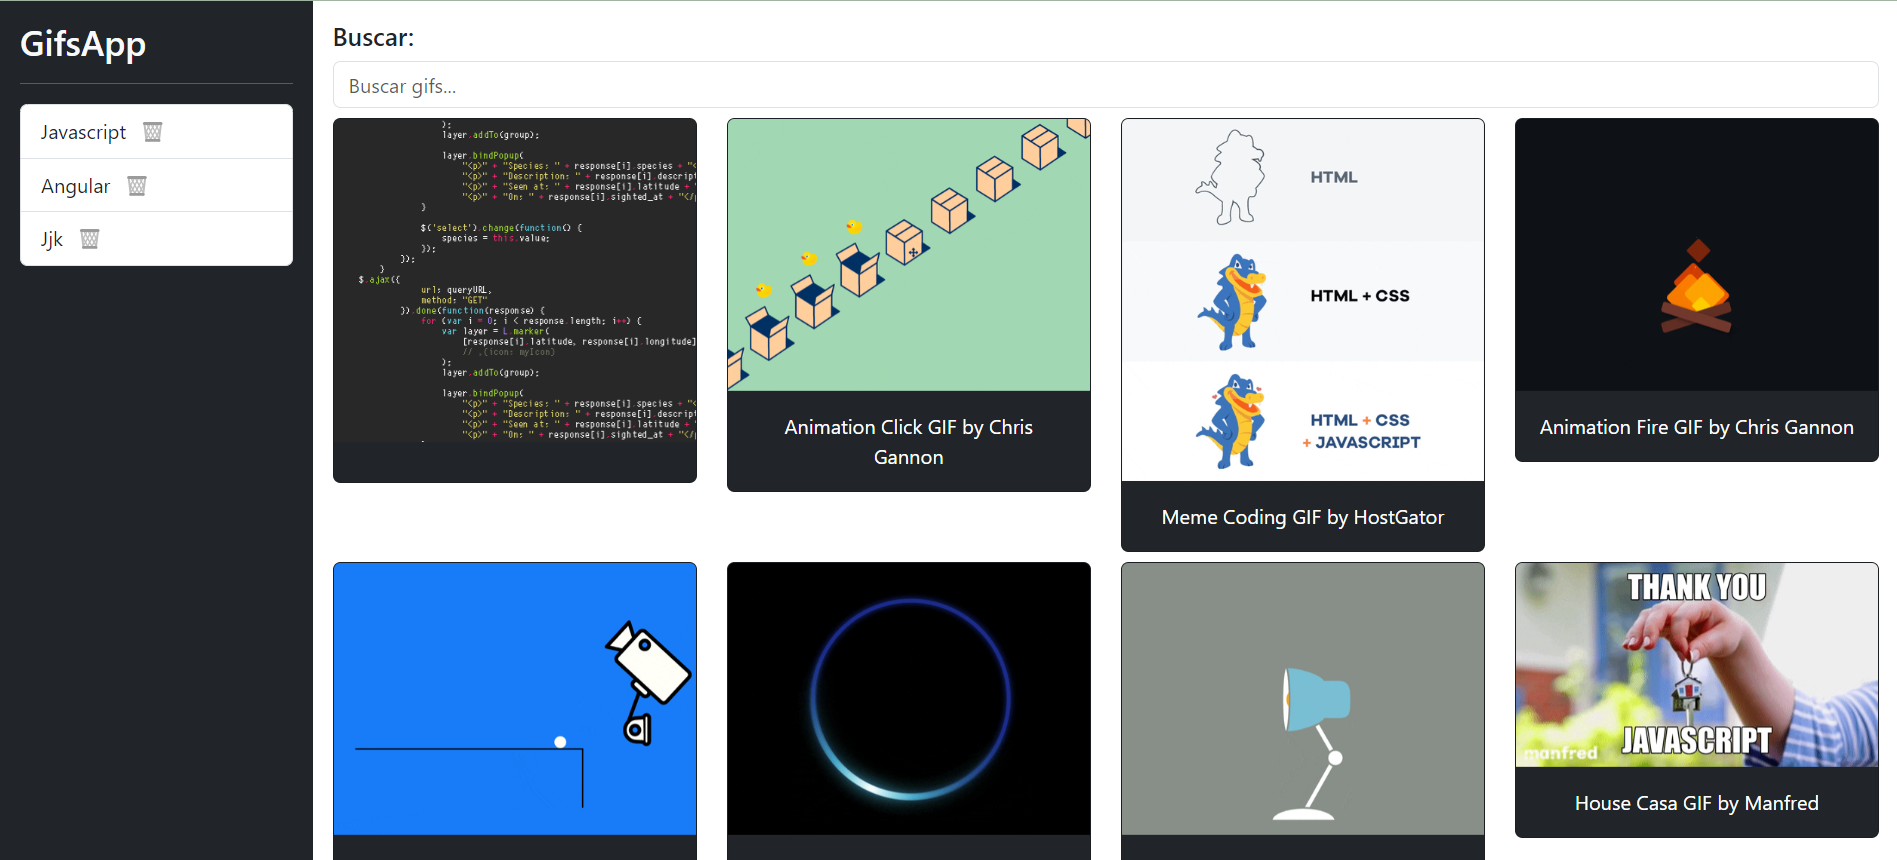 GifsApp
Javascript
Angular
Jjk
Buscar:
Buscar gifs...
);
layer.addTo(group);
layer.bindPopup(
"<p>" + "Species: " + response[i].species + "<
"<p>" + "Description: " + response[i].descript
"<p>" + "Seen at: " + response[i].latitude + "
"<p>" + "On: " + response[i].sighted_at + "</p
}
$('select').change(function() {
species = this.value;
});
});
}
$.ajax({
url: queryURL,
method: "GET"
}).done(function(response) {
for (var i = 0; i < response.length; i++) {
var layer = L.marker(
[response[i].latitude, response[i].longitude]
// ,{icon: myIcon}
);
layer.addTo(group);
layer.bindPopup(
"<p>" + "Species: " + response[i].species + "<
"<p>" + "Description: " + response[i].descript
"<p>" + "Seen at: " + response[i].latitude + "
"<p>" + "On: " + response[i].sighted_at + "</p
Animation Click GIF by Chris
Gannon
HTML
HTML + CSS
HTML + CSS
+ JAVASCRIPT
Meme Coding GIF by HostGator
Animation Fire GIF by Chris Gannon
THANK YOU
JAVASCRIPT
manfred
House Casa GIF by Manfred